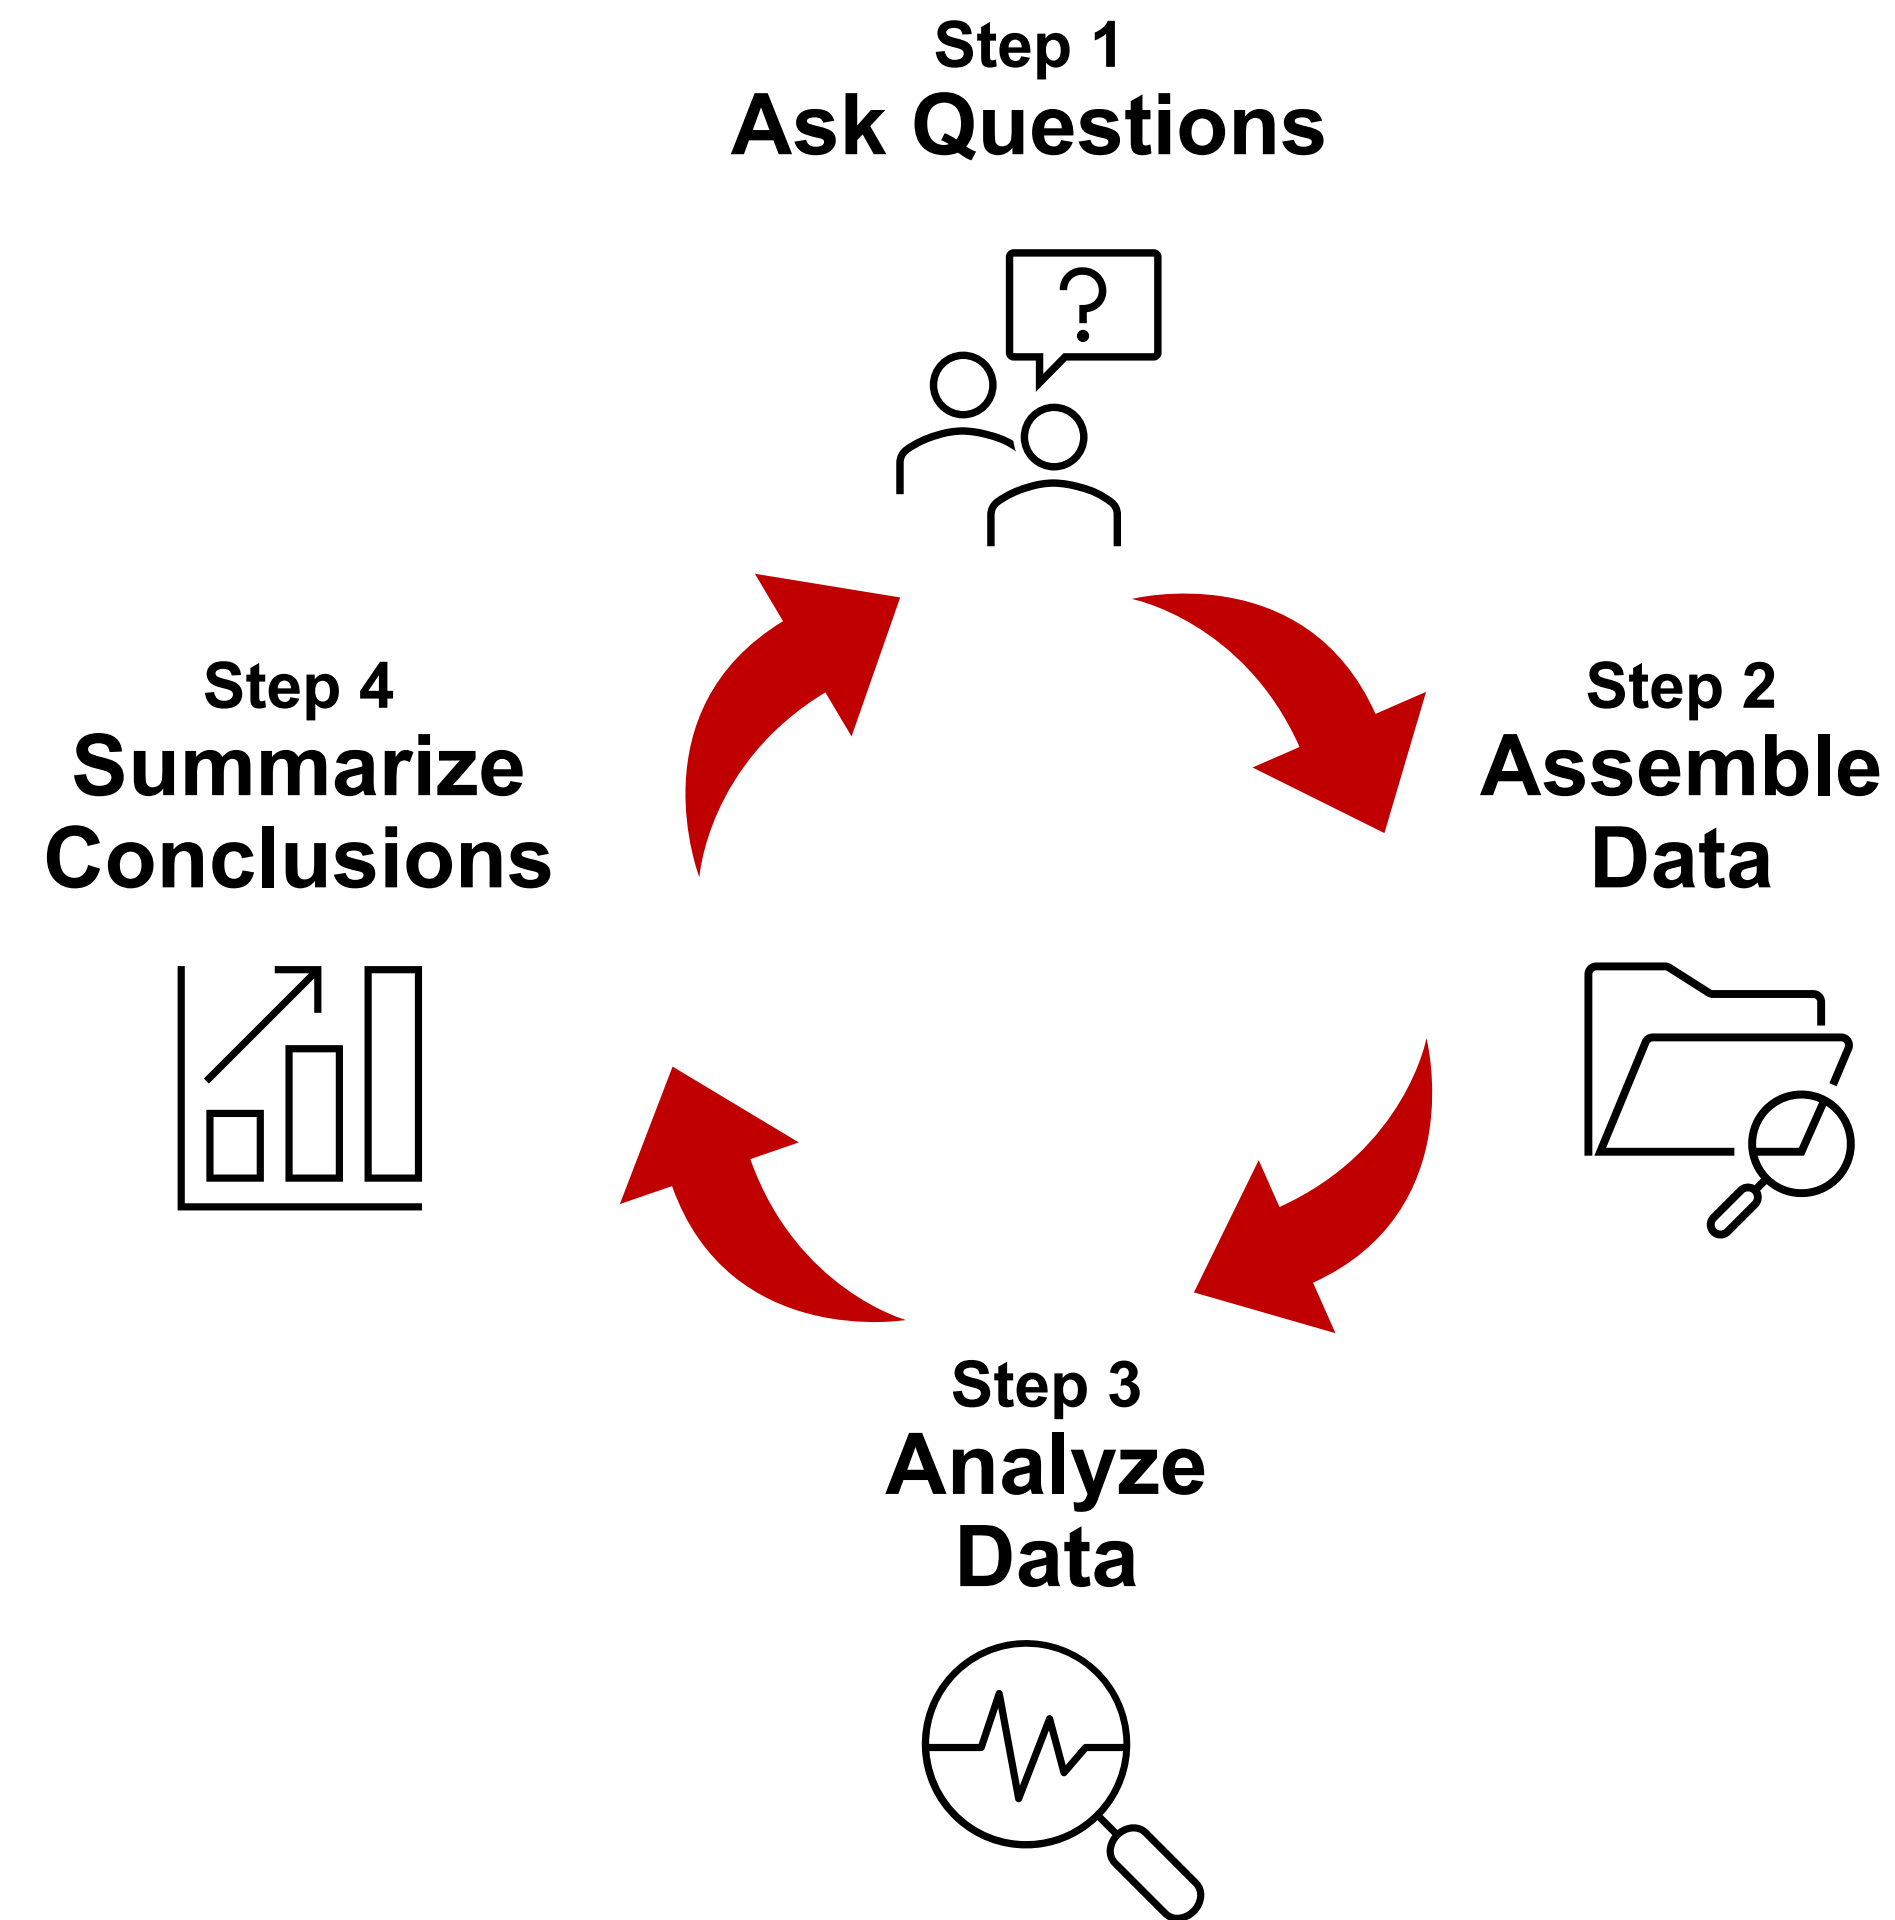 Step 1
Ask Questions
?
Step 2
Assemble
Data
Step 3
Analyze
Data
Step 4
Summarize
Conclusions